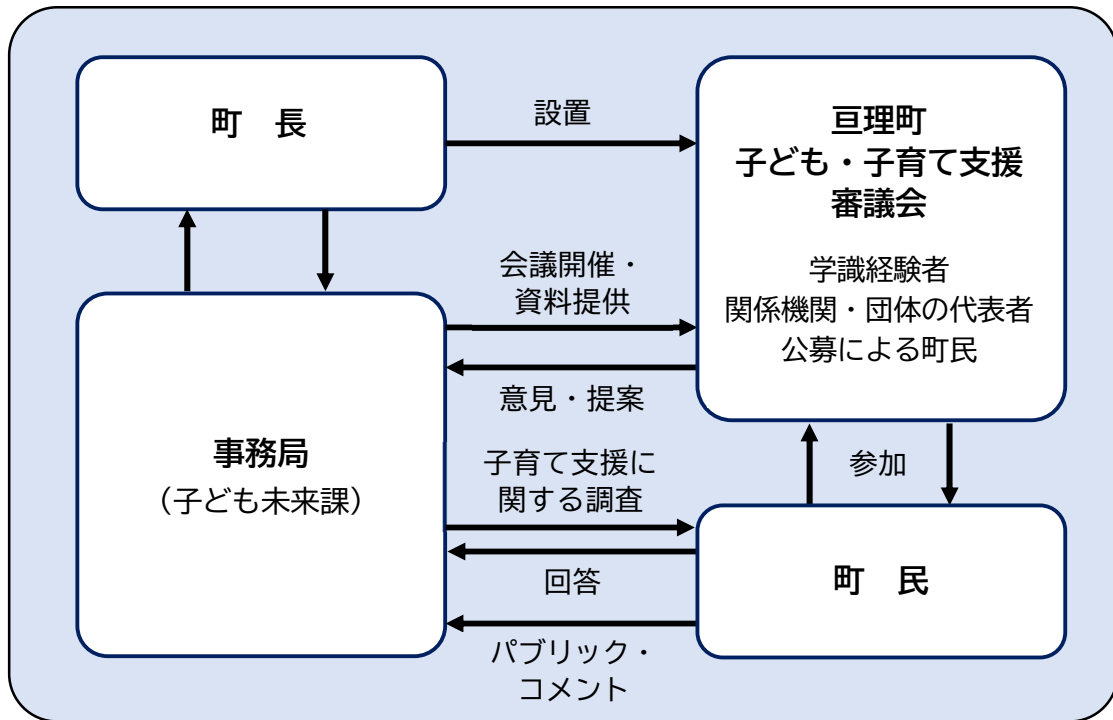 町　長
設置
亘理町
子ども・子育て支援
審議会
学識経験者
関係機関・団体の代表者
公募による町民
会議開催・
資料提供
意見・提案
事務局
（子ども未来課）
子育て支援に
関する調査
参加
回答
町　民
パブリック・
コメント